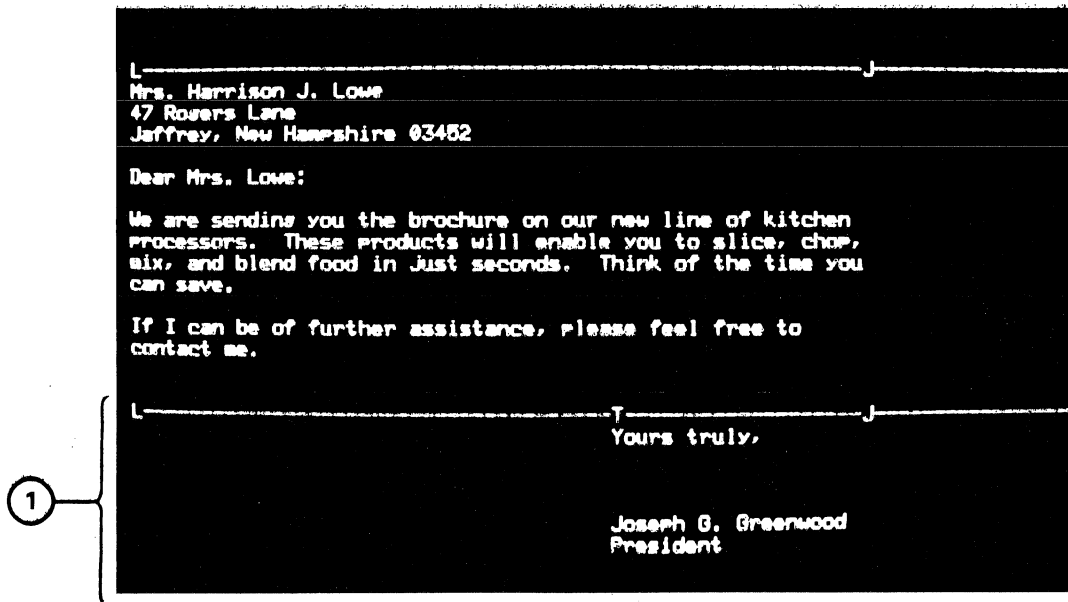 L J
Mrs. Harrison J. Lowe
47 Rogers Lane
Jaffrey, New Hampshire 03452
Dear Mrs. Lowe:
We are sending you the brochure on our new line of kitchen
processors. These products will enable you to slice, chop,
mix, and blend food in just seconds. Think of the time you
can save.
If I can be of further assistance, please feel free to
contact me.
L T J
Yours truly,
1
Joseph G. Greenwood
President